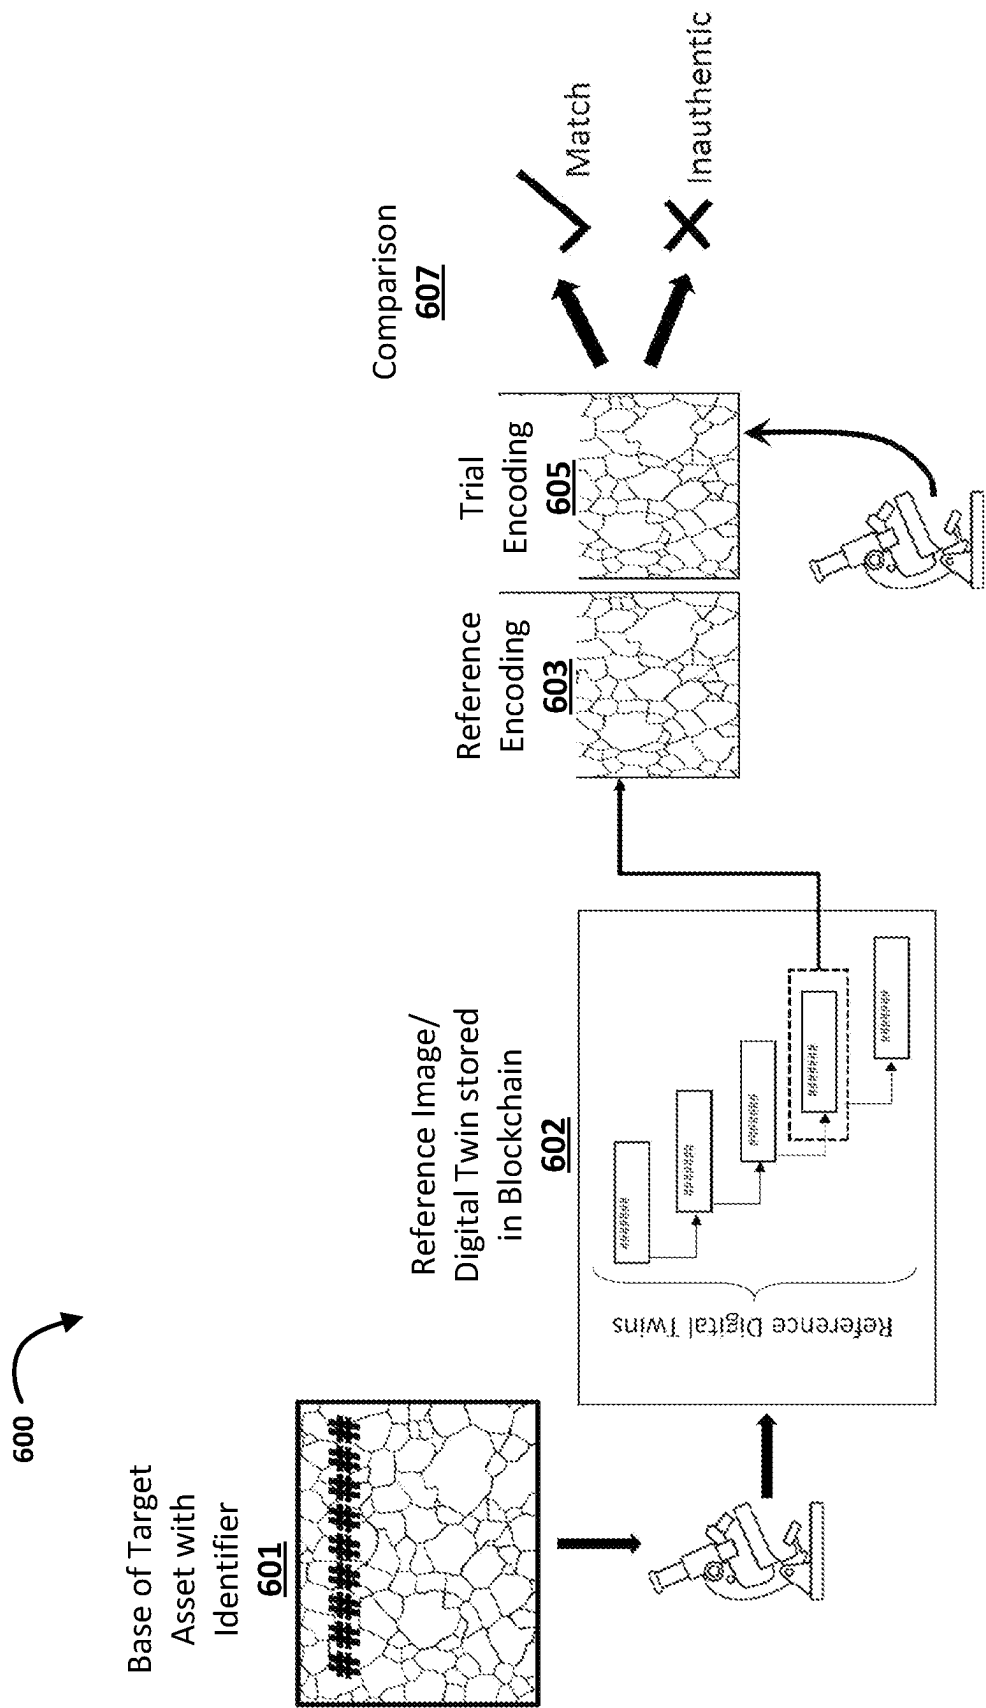 600
Base of Target
Asset with
Identifier
601
##########
##########
Reference Image/
Digital Twin stored
in Blockchain
602
Reference Digital Twins
######
######
######
######
######
Reference
Encoding
603
Trial
Encoding
605
Comparison
607
Match
Inauthentic